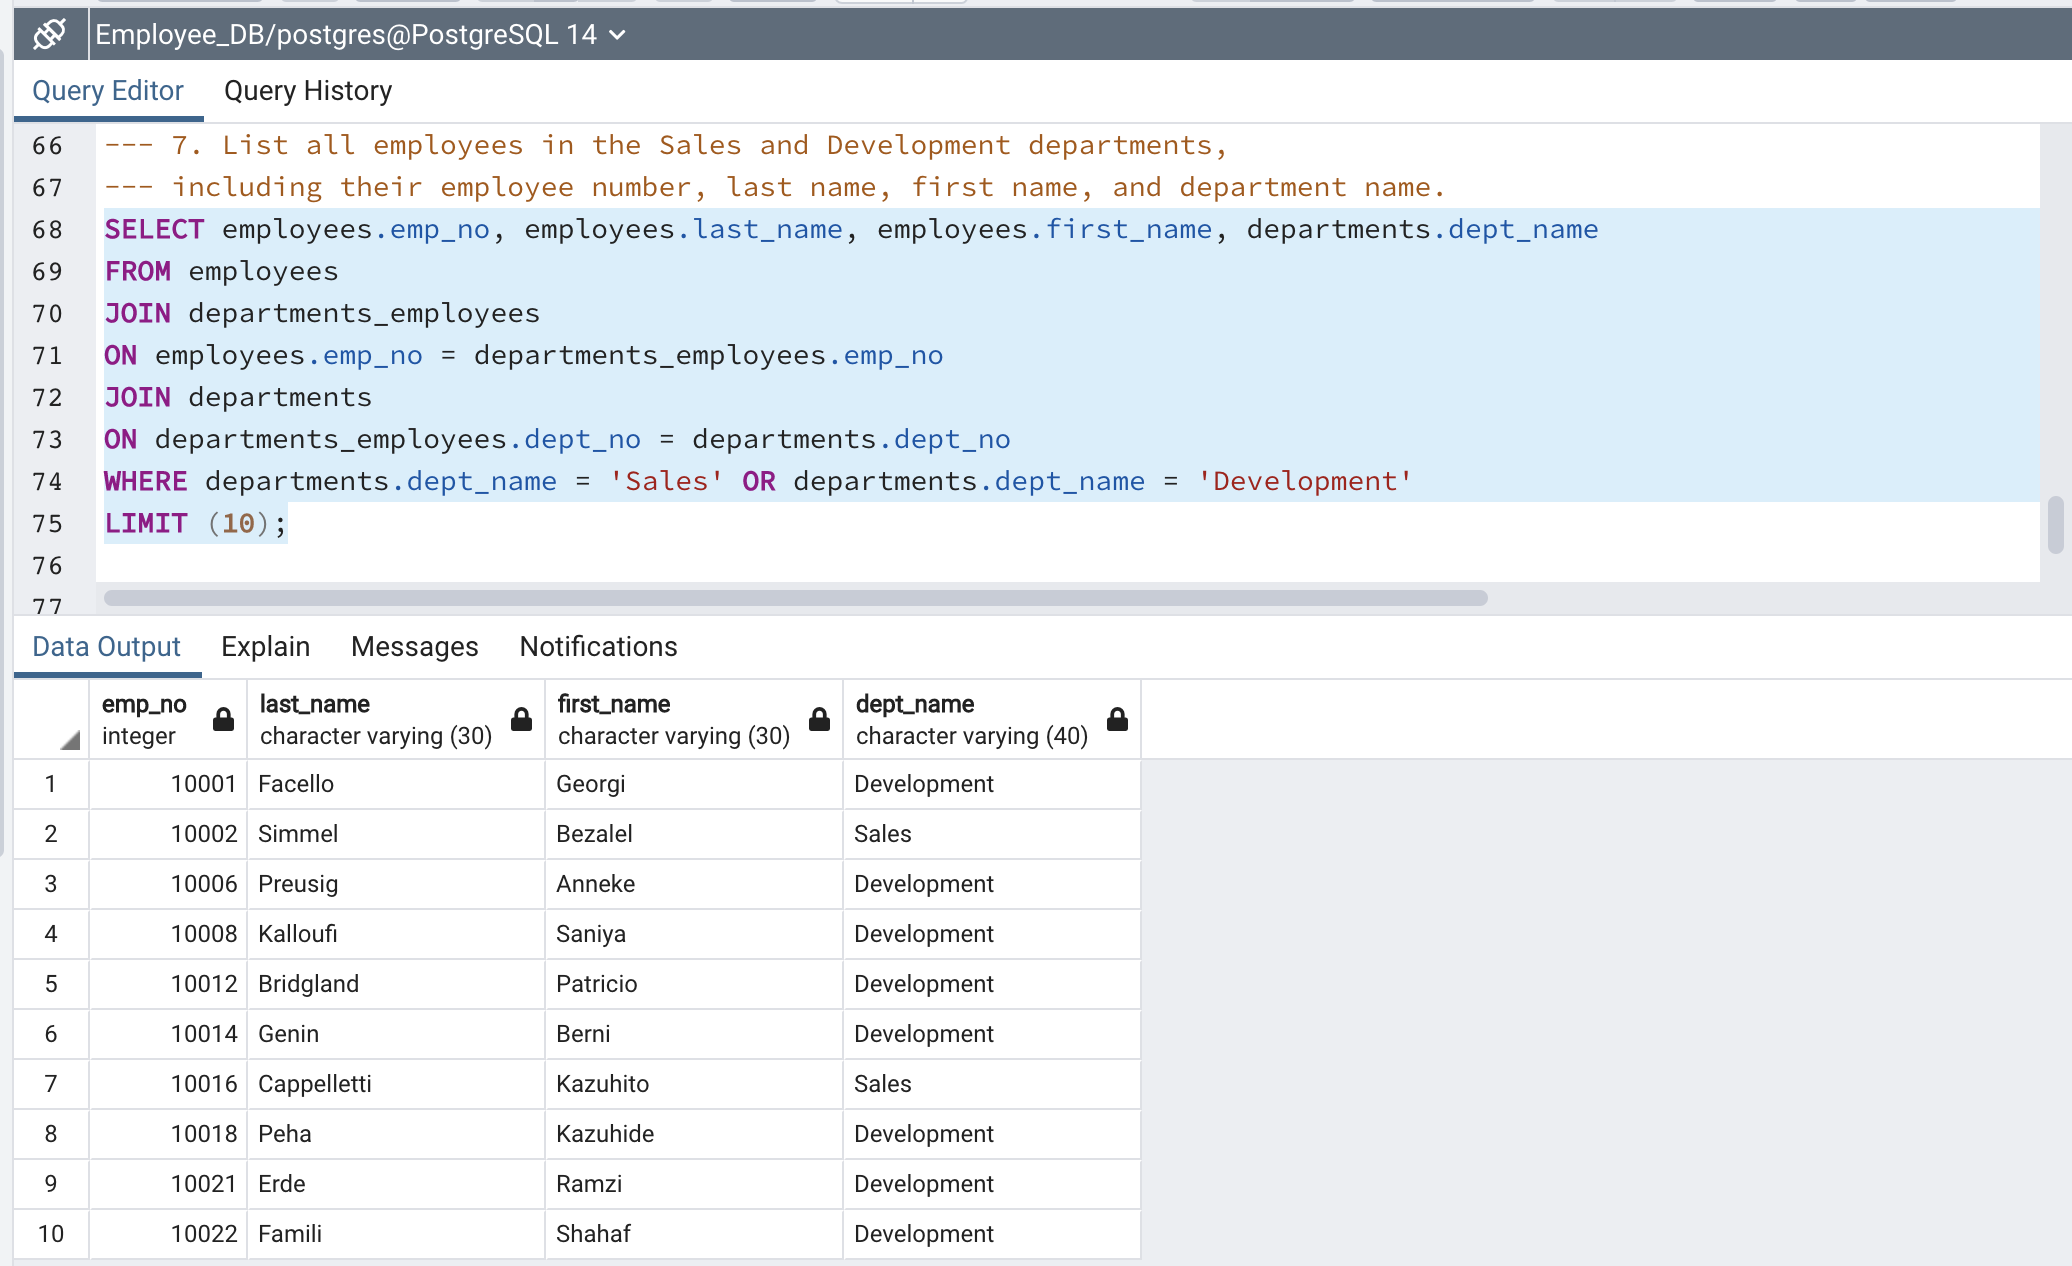 Employee_DB/postgres@PostgreSQL 14
Query Editor Query History
66 --- 7. List all employees in the Sales and Development departments,
67 --- including their employee number, last name, first name, and department name.
68 SELECT employees.emp_no, employees.last_name, employees.first_name, departments.dept_name
69 FROM employees
70 JOIN departments_employees
71 ON employees.emp_no = departments_employees.emp_no
72 JOIN departments
73 ON departments_employees.dept_no = departments.dept_no
74 WHERE departments.dept_name = 'Sales' OR departments.dept_name = 'Development'
75 LIMIT (10);
76
77
Data Output Explain Messages Notifications
emp_no last_name first_name dept_name
integer character varying (30) character varying (30) character varying (40)
1 10001 Facello Georgi Development
2 10002 Simmel Bezalel Sales
3 10006 Preusig Anneke Development
4 10008 Kalloufi Saniya Development
5 10012 Bridgland Patricio Development
6 10014 Genin Berni Development
7 10016 Cappelletti Kazuhito Sales
8 10018 Peha Kazuhide Development
9 10021 Erde Ramzi Development
10 10022 Famili Shahaf Development